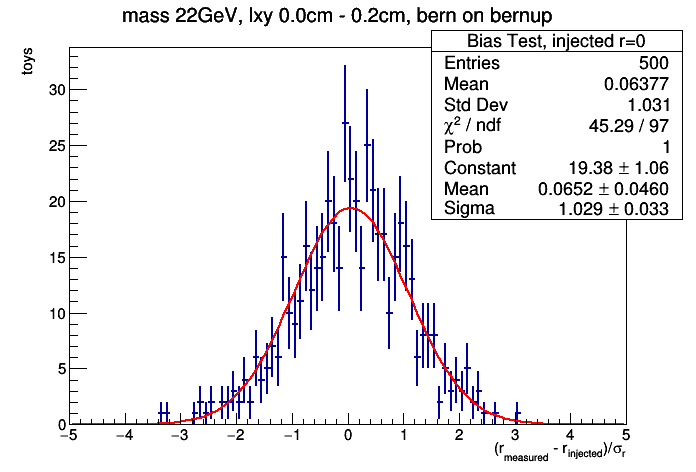 mass 22GeV, lxy 0.0cm - 0.2cm, bern on bernup
Bias Test, injected r=0
Entries 500
Mean 0.06377
Std Dev 1.031
χ² / ndf 45.29 / 97
Prob 1
Constant 19.38 ± 1.06
Mean 0.0652 ± 0.0460
Sigma 1.029 ± 0.033
toys
30
25
20
15
10
5
0
−5 −4 −3 −2 −1 0 1 2 3 4 5
(r_measured - r_injected)/σ_r